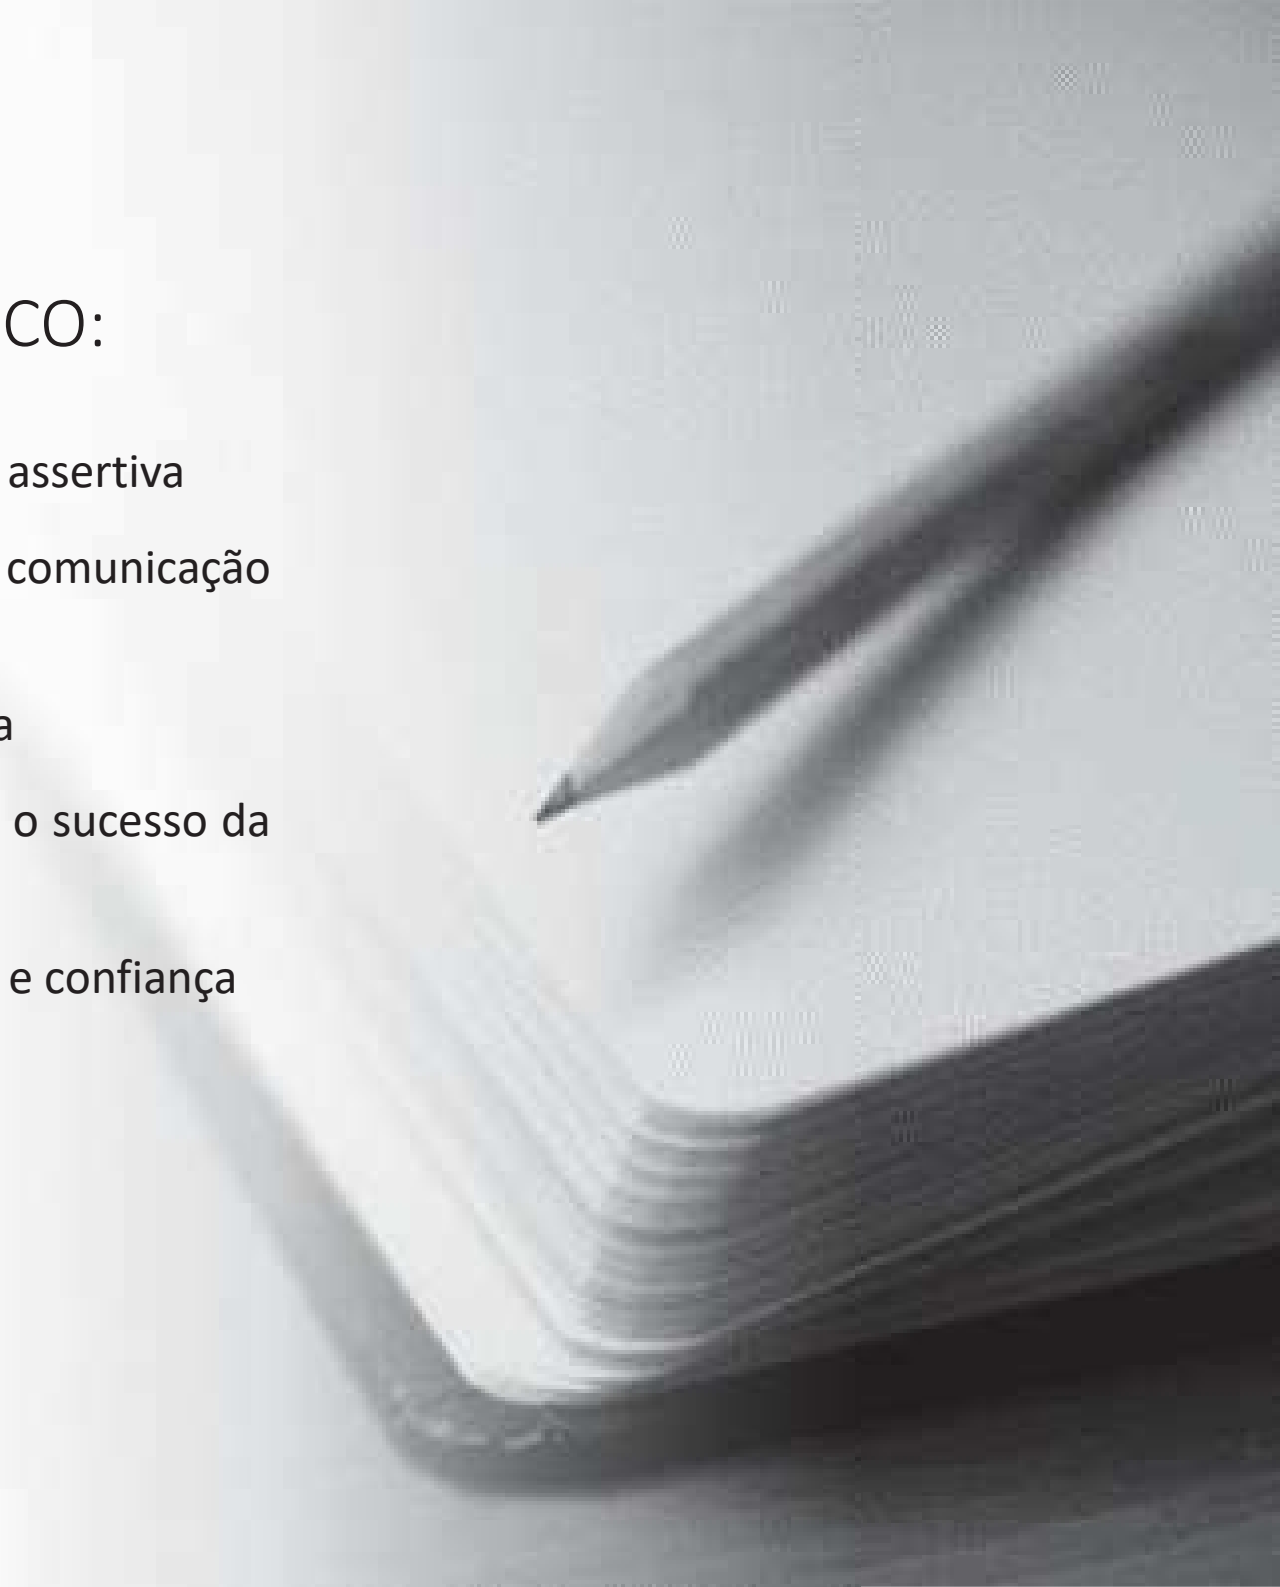 CO:
assertiva
comunicação
a
o sucesso da
e confiança